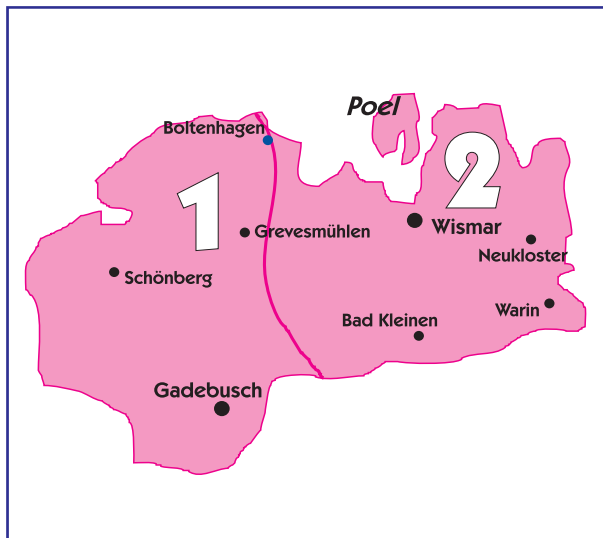 Poel
Boltenhagen
1
2
Grevesmühlen
Wismar
Neukloster
Schönberg
Warin
Bad Kleinen
Gadebusch